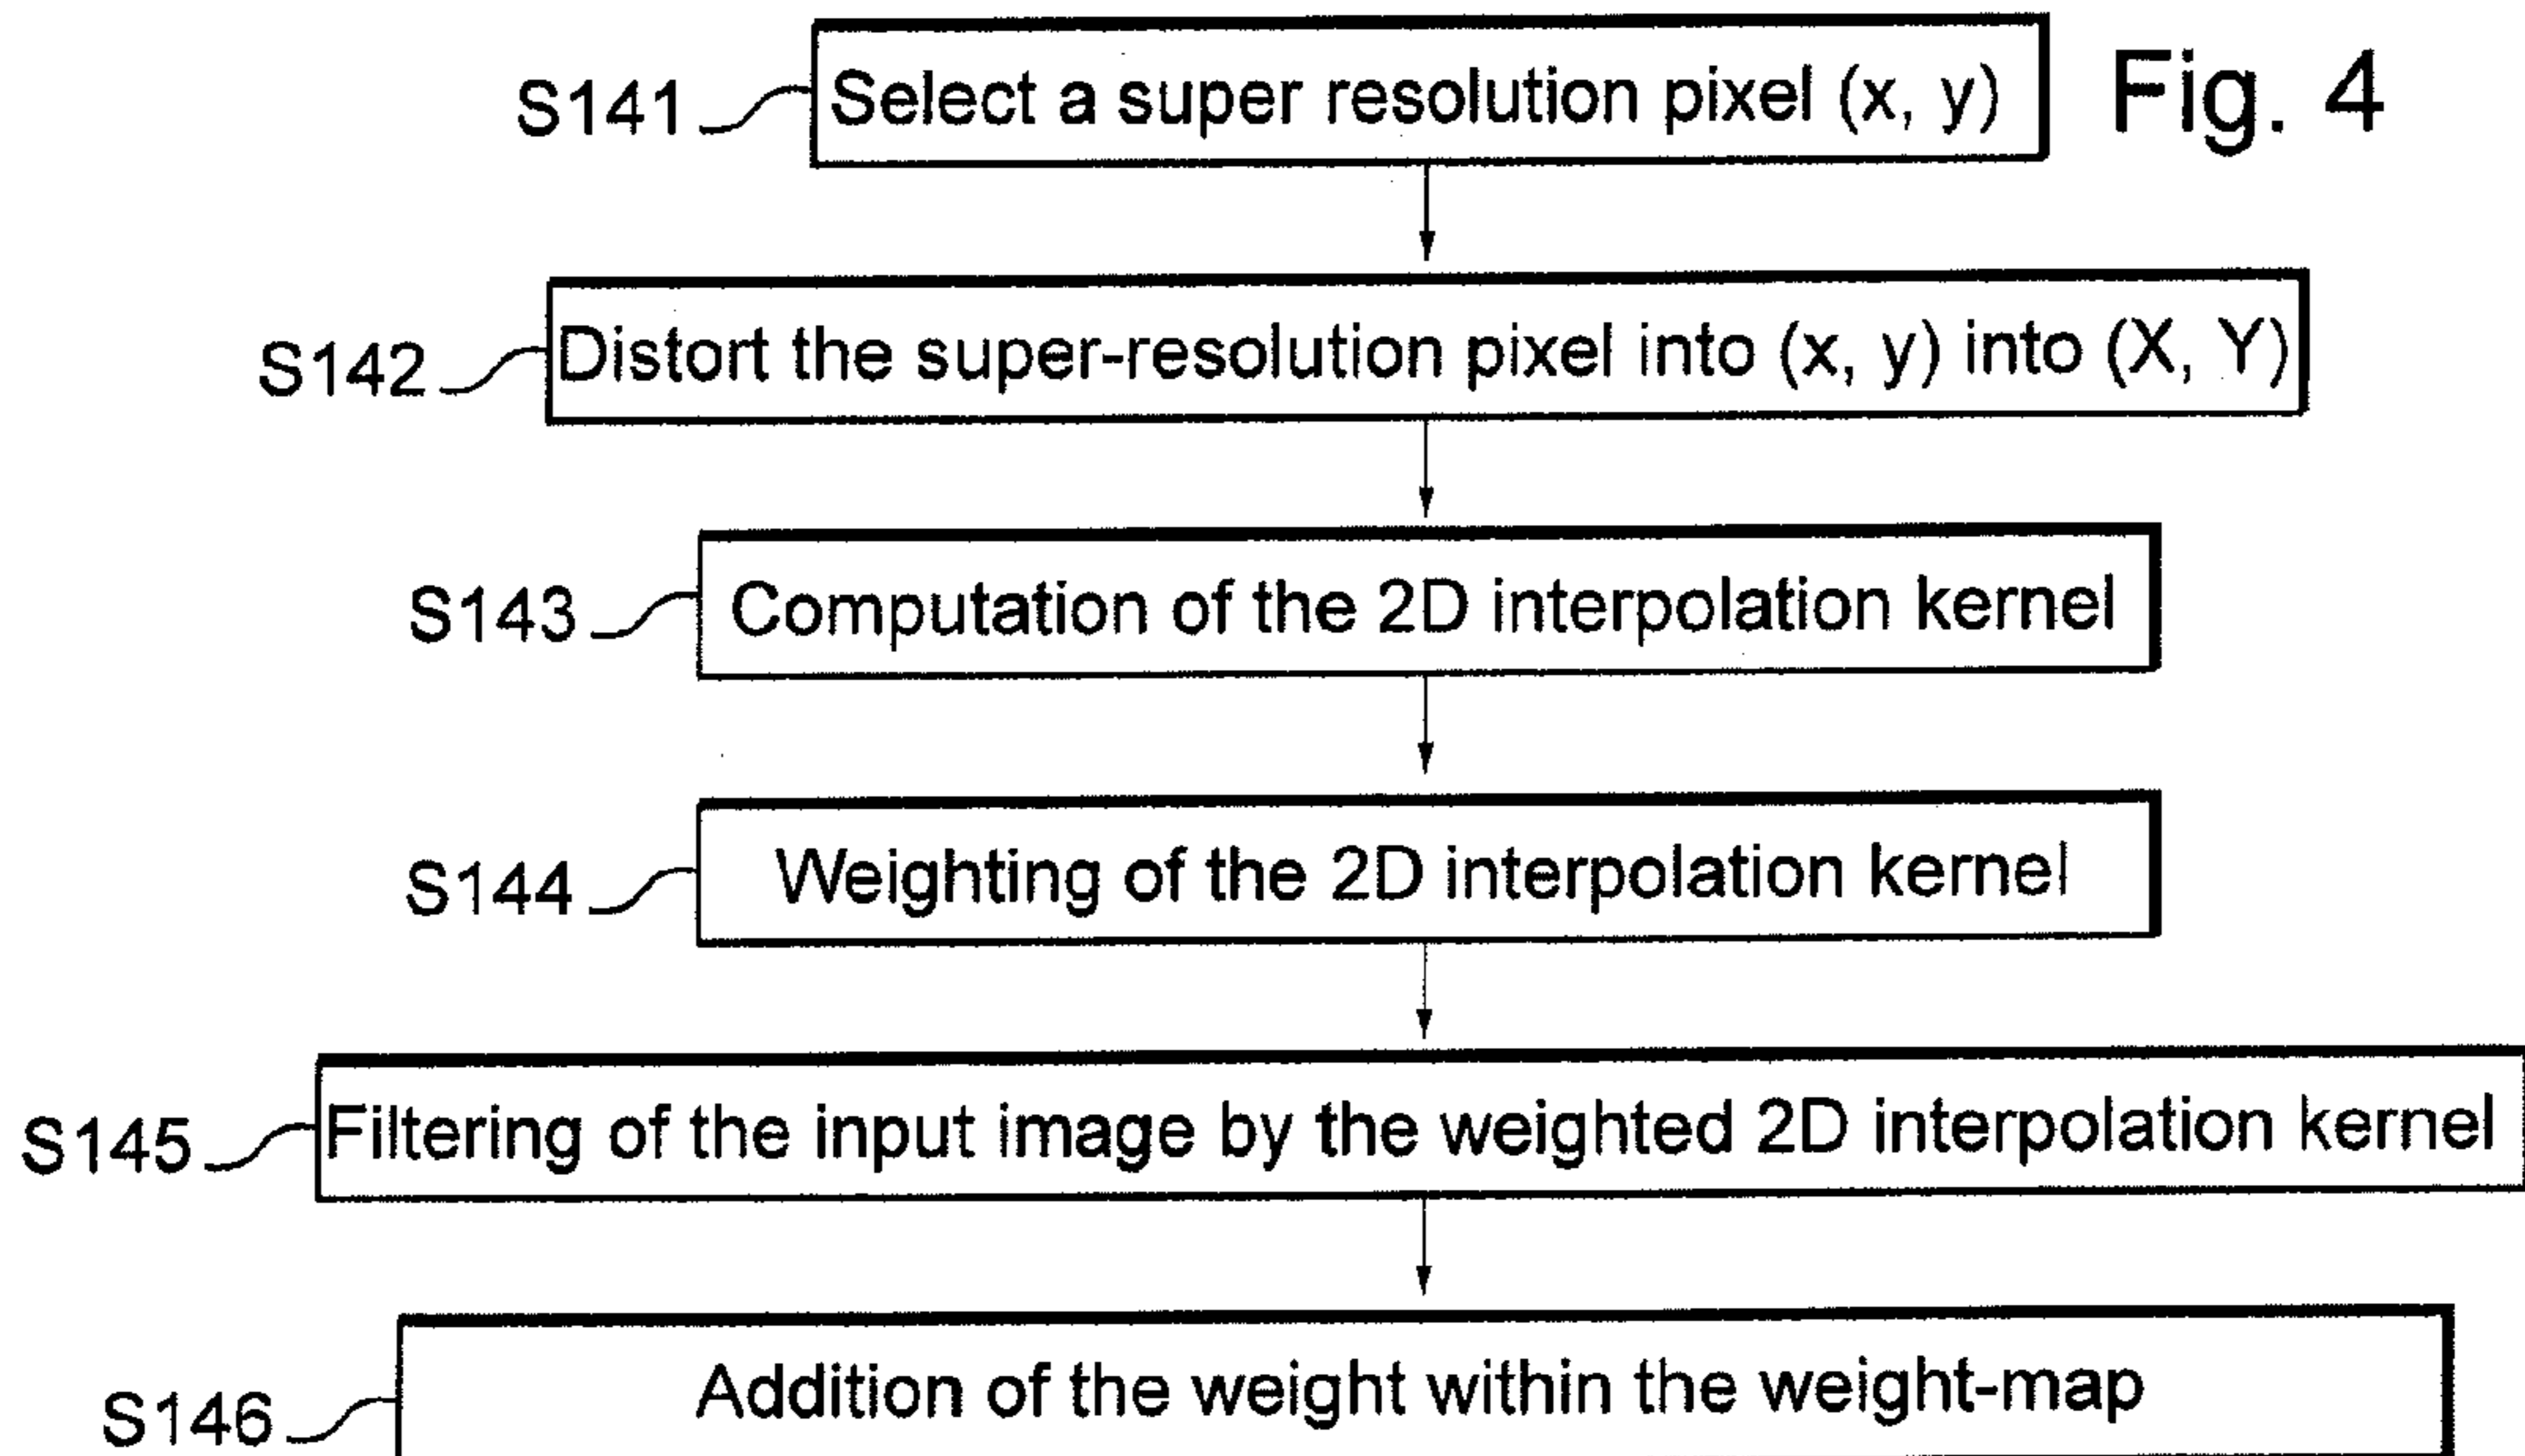 S141 Select a super resolution pixel (x, y) Fig. 4
S142 Distort the super-resolution pixel into (x, y) into (X, Y)
S143 Computation of the 2D interpolation kernel
S144 Weighting of the 2D interpolation kernel
S145 Filtering of the input image by the weighted 2D interpolation kernel
S146 Addition of the weight within the weight-map